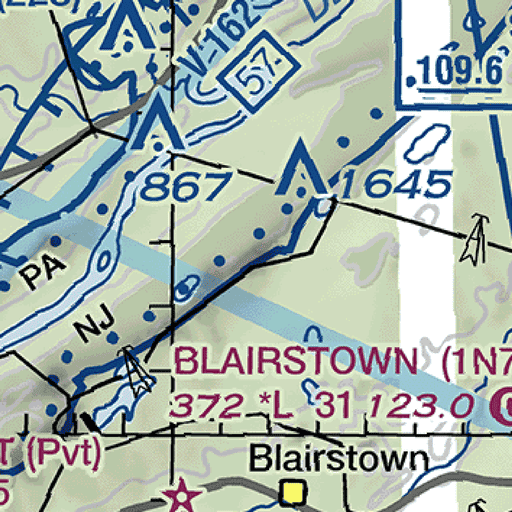 V 162
57
109.6
867
1645
PA
NJ
BLAIRSTOWN (1N7
372 *L 31 123.0
T (Pvt)
Blairstown